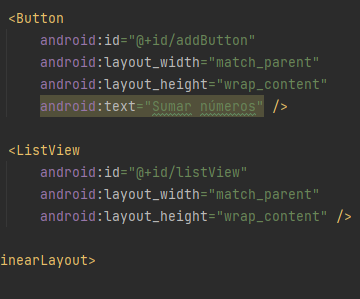 <Button
android:id="@+id/addButton"
android:layout_width="match_parent"
android:layout_height="wrap_content"
android:text="Sumar números" />
<ListView
android:id="@+id/listView"
android:layout_width="match_parent"
android:layout_height="wrap_content" />
inearLayout>